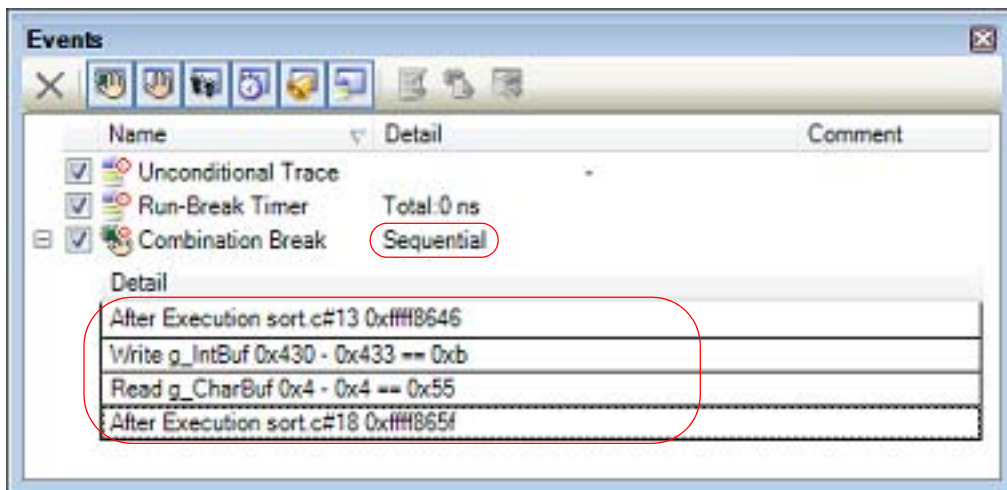 Events
Name Detail Comment
Unconditional Trace -
Run-Break Timer Total:0 ns
Combination Break Sequential
Detail
After Execution sort.c#13 0xffff8646
Write g_IntBuf 0x430 - 0x433 == 0xb
Read g_CharBuf 0x4 - 0x4 == 0x55
After Execution sort.c#18 0xffff865f